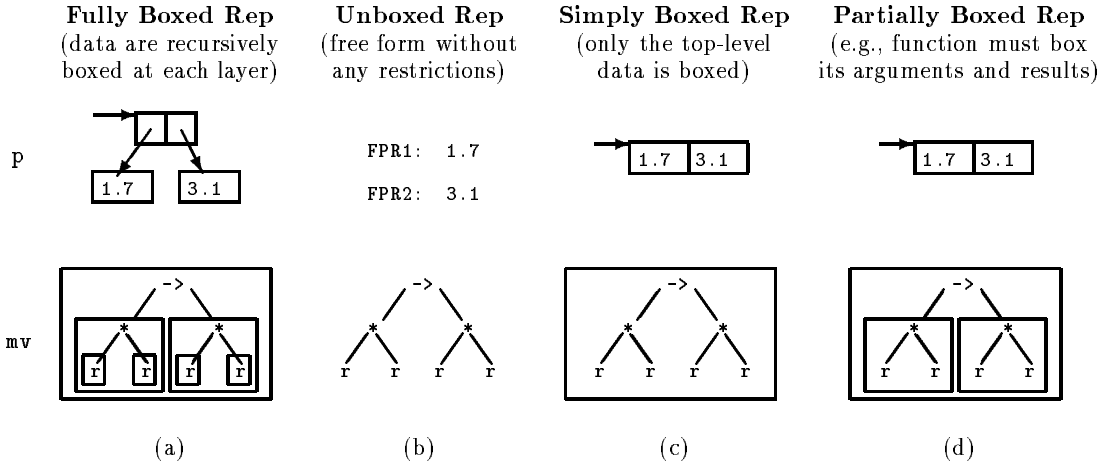 Fully Boxed Rep
(data are recursively
boxed at each layer)
Unboxed Rep
(free form without
any restrictions)
Simply Boxed Rep
(only the top-level
data is boxed)
Partially Boxed Rep
(e.g., function must box
its arguments and results)
p
1.7 3.1
FPR1: 1.7
FPR2: 3.1
1.7 3.1
1.7 3.1
mv
-> -> -> ->
* * * * * * * *
r r r r r r r r r r r r r r r r
(a) (b) (c) (d)